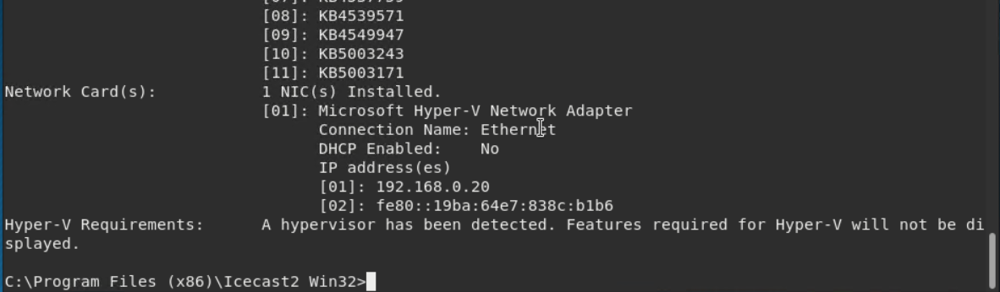 [08]: KB4539571
[09]: KB4549947
[10]: KB5003243
[11]: KB5003171
Network Card(s): 1 NIC(s) Installed.
[01]: Microsoft Hyper-V Network Adapter
Connection Name: Ethernet
DHCP Enabled: No
IP address(es)
[01]: 192.168.0.20
[02]: fe80::19ba:64e7:838c:b1b6
Hyper-V Requirements: A hypervisor has been detected. Features required for Hyper-V will not be di
splayed.
C:\Program Files (x86)\Icecast2 Win32>